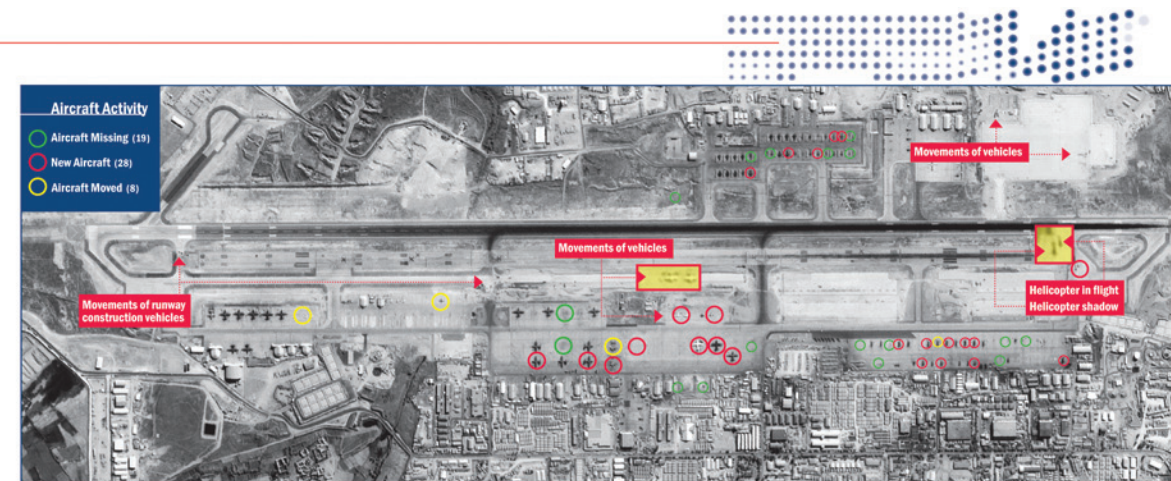 Aircraft Activity
Aircraft Missing (19)
New Aircraft (28)
Aircraft Moved (8)
Movements of vehicles
Movements of vehicles
Movements of runway
construction vehicles
Helicopter in flight
Helicopter shadow